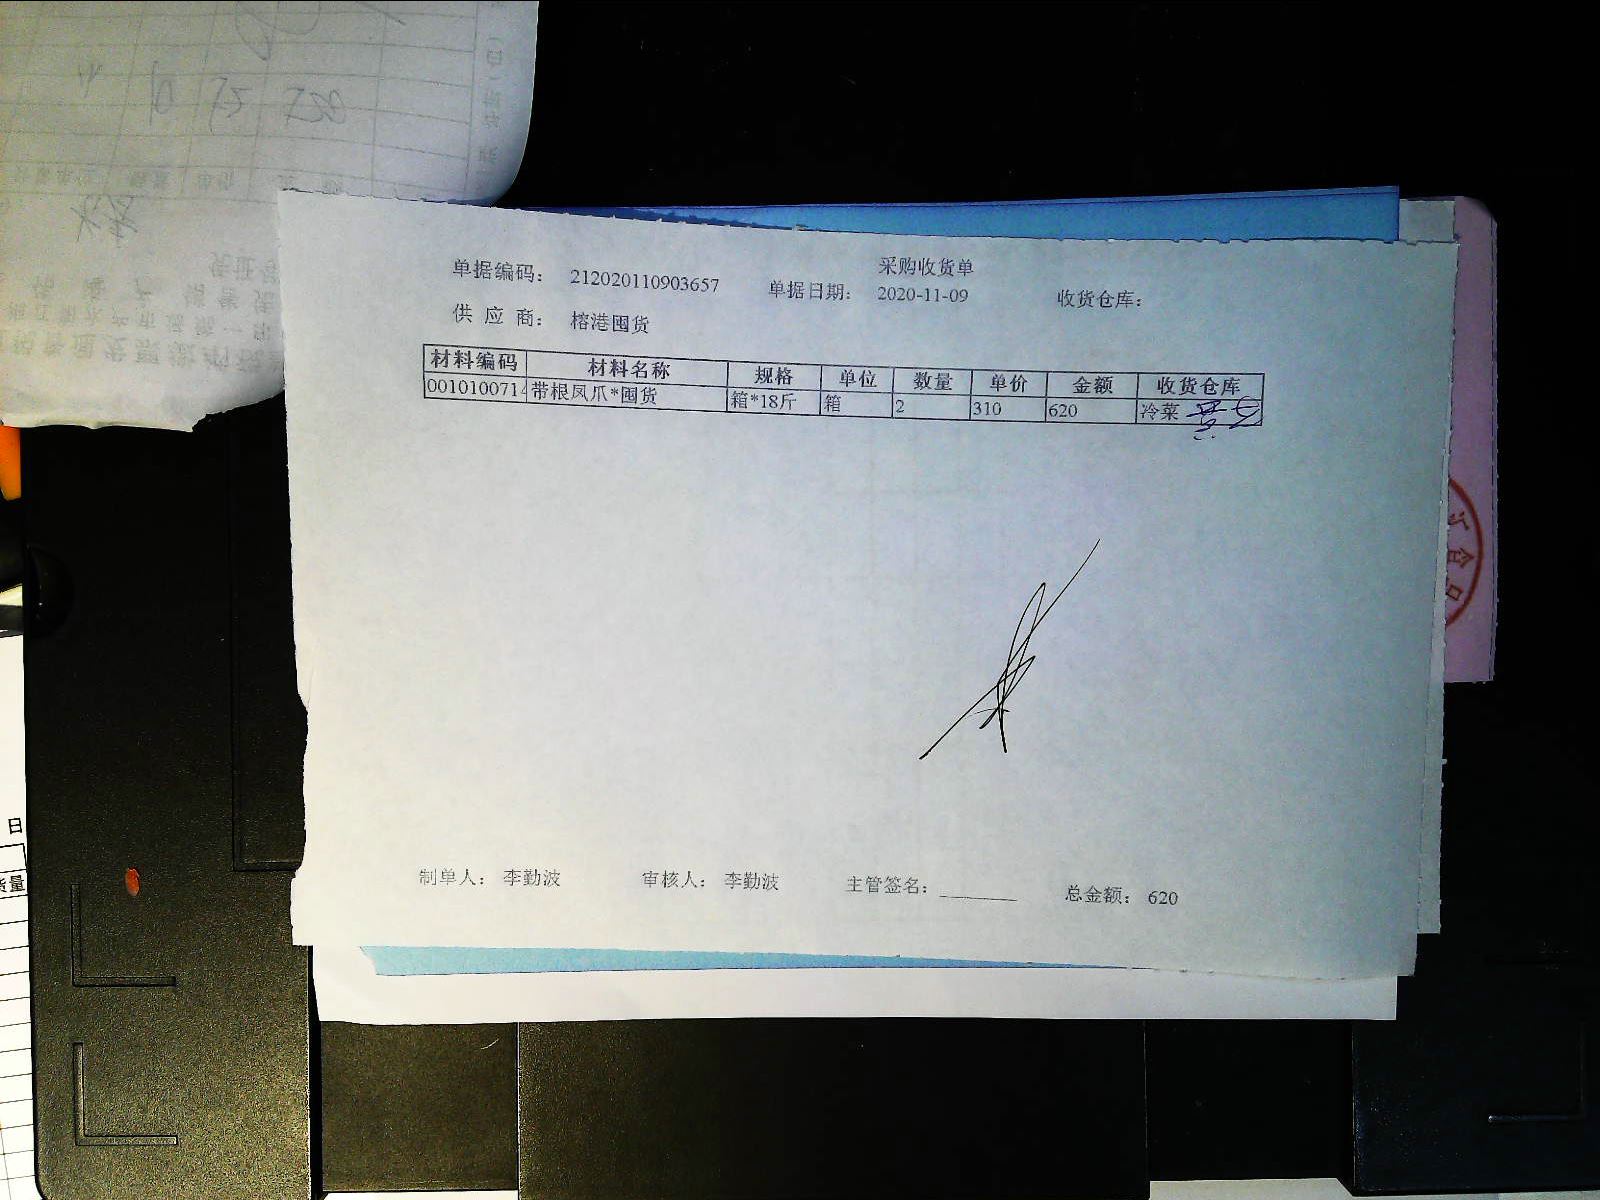 采购收货单
单据编码： 212020110903657 单据日期： 2020-11-09 收货仓库：
供 应 商： 榕港囤货
材料编码 材料名称 规格 单位 数量 单价 金额 收货仓库
0010100714 带根凤爪*囤货 箱*18斤 箱 2 310 620 冷菜
制单人： 李勤波 审核人： 李勤波 主管签名： 总金额： 620
日
货量